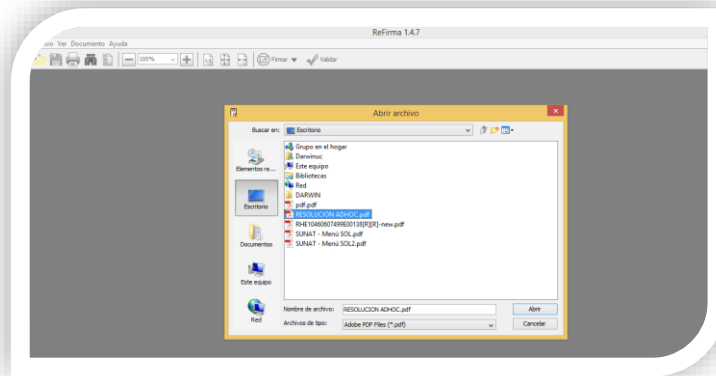 ReFirma 1.4.7
Ver Documento Ayuda
100% Firmar Validar
Abrir archivo
Buscar en: Escritorio
Elementos re...
Escritorio
Documentos
Este equipo
Red
Grupo en el hogar
Darwinuc
Este equipo
Bibliotecas
Red
DARWIN
pdf.pdf
RESOLUCION ADHOC.pdf
RHE10460607499E00138[R][R]-new.pdf
SUNAT - Menú SOL.pdf
SUNAT - Menú SOL2.pdf
Nombre de archivo: RESOLUCION ADHOC.pdf Abrir
Archivos de tipo: Adobe PDF Files (*.pdf) Cancelar